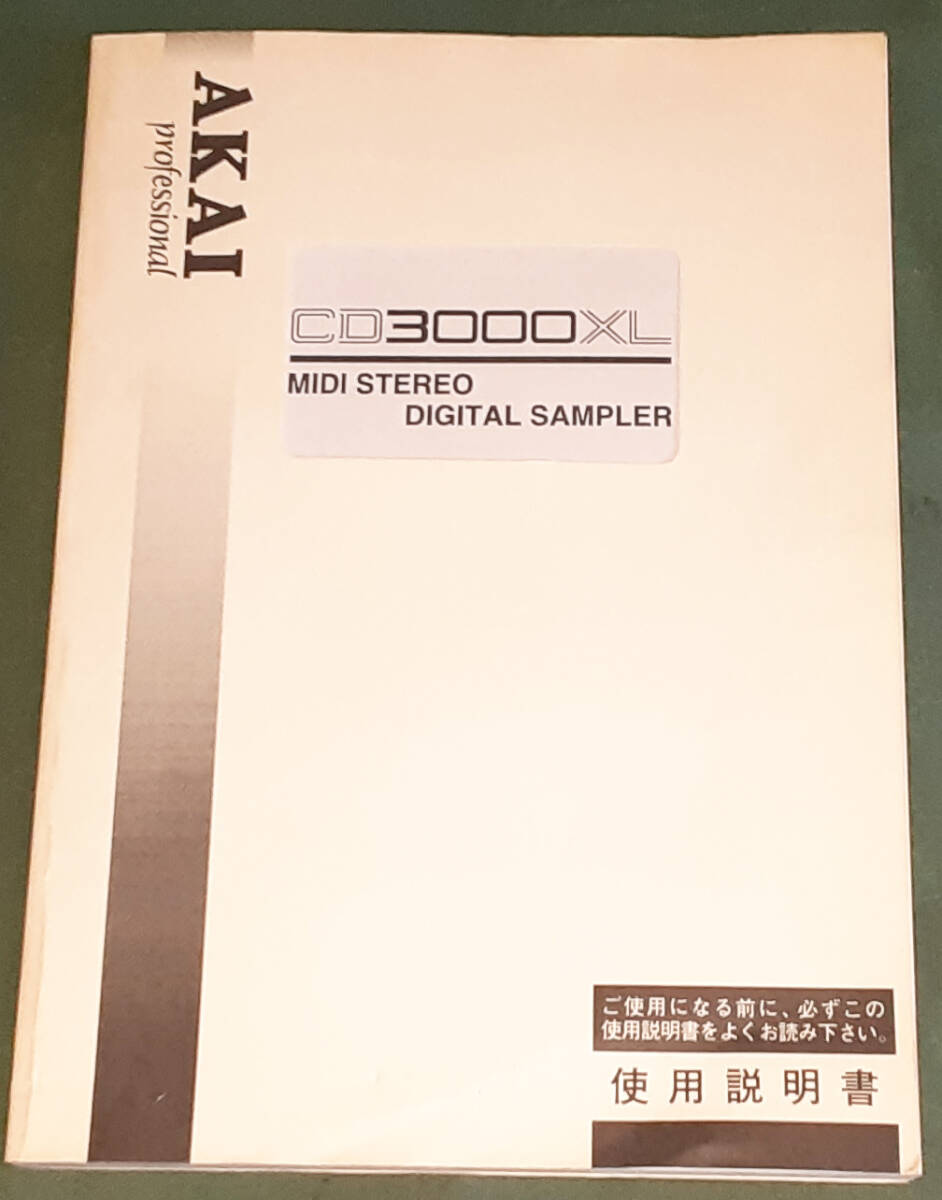 AKAI
professional
CD3000XL
MIDI STEREO
DIGITAL SAMPLER
ご使用になる前に、必ずこの
使用説明書をよくお読み下さい。
使用説明書